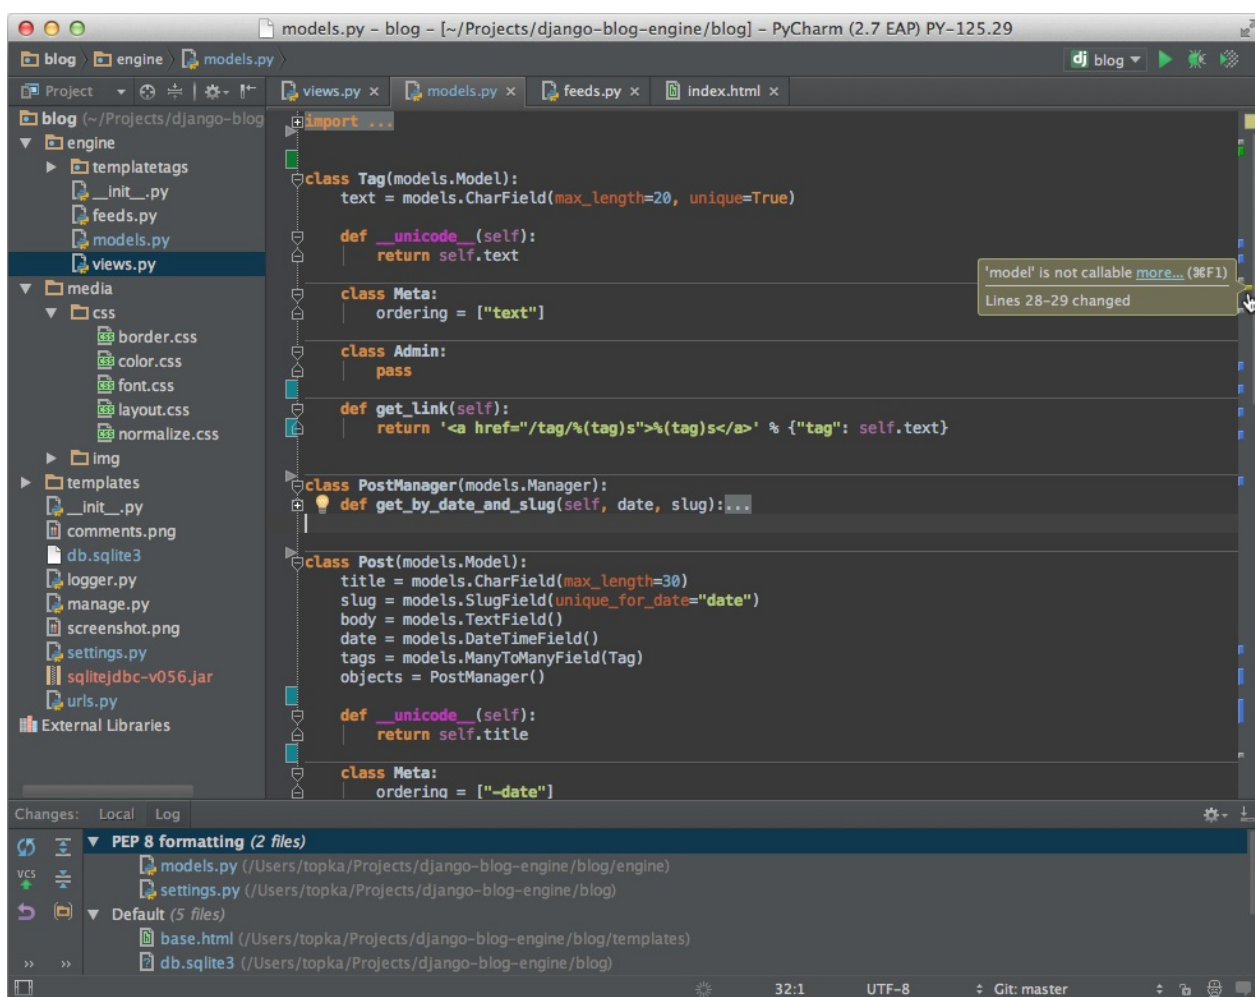 models.py – blog – [~/Projects/django-blog-engine/blog] – PyCharm (2.7 EAP) PY-125.29
blog engine models.py
dj blog
Project
views.py × models.py × feeds.py × index.html ×
blog (~/Projects/django-blog
engine
templatetags
__init__.py
feeds.py
models.py
views.py
media
css
border.css
color.css
font.css
layout.css
normalize.css
img
templates
__init__.py
comments.png
db.sqlite3
logger.py
manage.py
screenshot.png
settings.py
sqlitejdbc-v056.jar
urls.py
External Libraries
import ...
class Tag(models.Model):
text = models.CharField(max_length=20, unique=True)
def __unicode__(self):
return self.text
class Meta:
ordering = ["text"]
class Admin:
pass
def get_link(self):
return '<a href="/tag/%(tag)s">%(tag)s</a>' % {"tag": self.text}
class PostManager(models.Manager):
def get_by_date_and_slug(self, date, slug):...
class Post(models.Model):
title = models.CharField(max_length=30)
slug = models.SlugField(unique_for_date="date")
body = models.TextField()
date = models.DateTimeField()
tags = models.ManyToManyField(Tag)
objects = PostManager()
def __unicode__(self):
return self.title
class Meta:
ordering = ["-date"]
'model' is not callable more... (⌘F1)
Lines 28–29 changed
Changes: Local Log
VCS
PEP 8 formatting (2 files)
models.py (/Users/topka/Projects/django-blog-engine/blog/engine)
settings.py (/Users/topka/Projects/django-blog-engine/blog)
Default (5 files)
base.html (/Users/topka/Projects/django-blog-engine/blog/templates)
db.sqlite3 (/Users/topka/Projects/django-blog-engine/blog)
32:1 UTF-8 Git: master